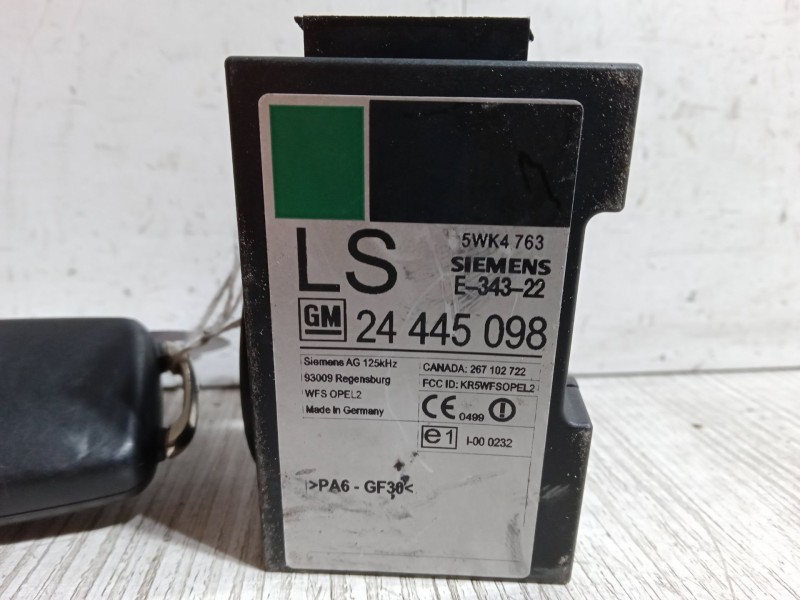 LS
5WK4 763
SIEMENS
E-343-22
GM 24 445 098
Siemens AG 125kHz
93009 Regensburg
WFS OPEL2
Made in Germany
CANADA: 267 102 722
FCC ID: KR5WFSOPEL2
CE 0499
e1 I-00 0232
>PA6 - GF30<